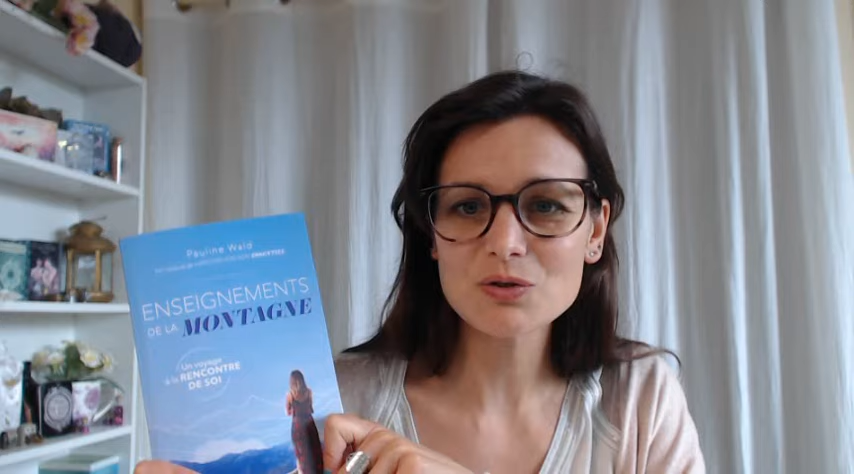 Pauline Wald
ENSEIGNEMENTS
DE LA MONTAGNE
Un voyage
à la RENCONTRE
DE SOI